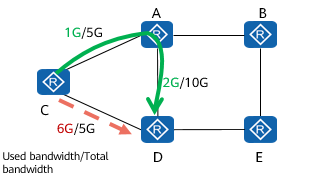 A
B
1G/5G
R
R
2G/10G
R
C
6G/5G
R
R
D
E
Used bandwidth/Total
bandwidth